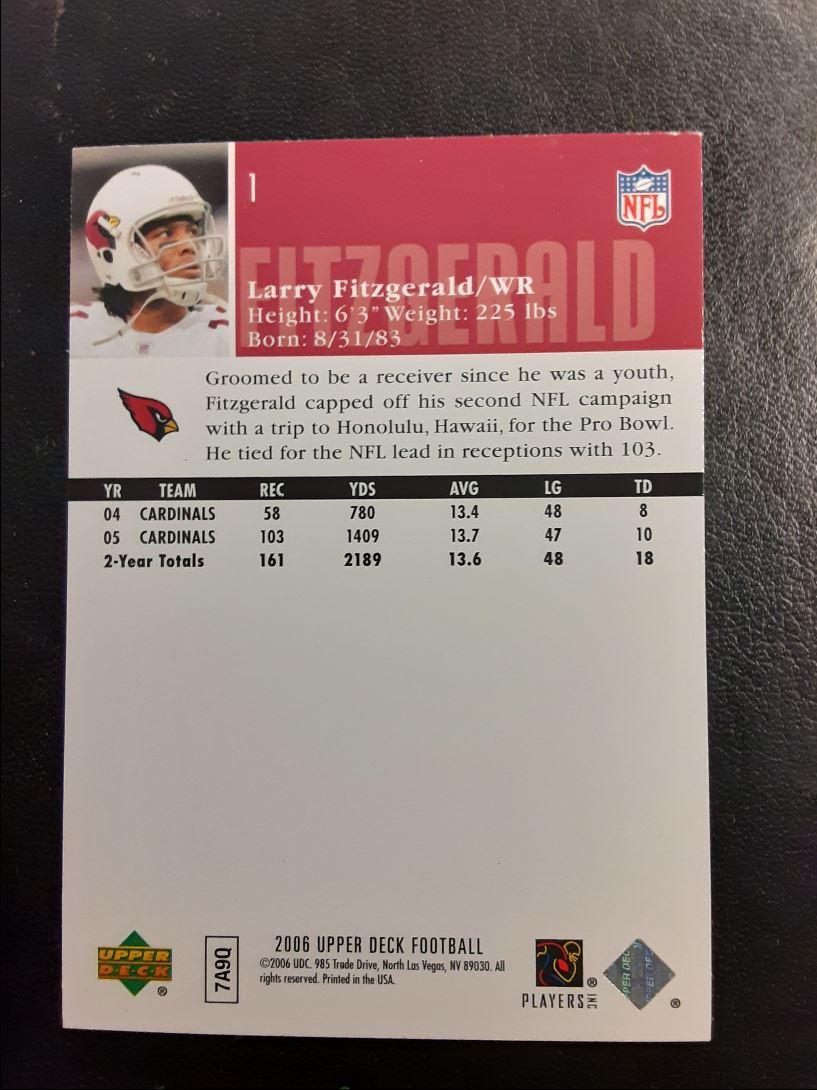 1
NFL
FITZGERALD
Larry Fitzgerald/WR
Height: 6'3" Weight: 225 lbs
Born: 8/31/83
Groomed to be a receiver since he was a youth,
Fitzgerald capped off his second NFL campaign
with a trip to Honolulu, Hawaii, for the Pro Bowl.
He tied for the NFL lead in receptions with 103.
YR TEAM REC YDS AVG LG TD
04 CARDINALS 58 780 13.4 48 8
05 CARDINALS 103 1409 13.7 47 10
2-Year Totals 161 2189 13.6 48 18
UPPER
D·E·C·K
®
7A9Q
2006 UPPER DECK FOOTBALL
©2006 UDC. 985 Trade Drive, North Las Vegas, NV 89030. All
rights reserved. Printed in the USA.
®
PLAYERS INC
®